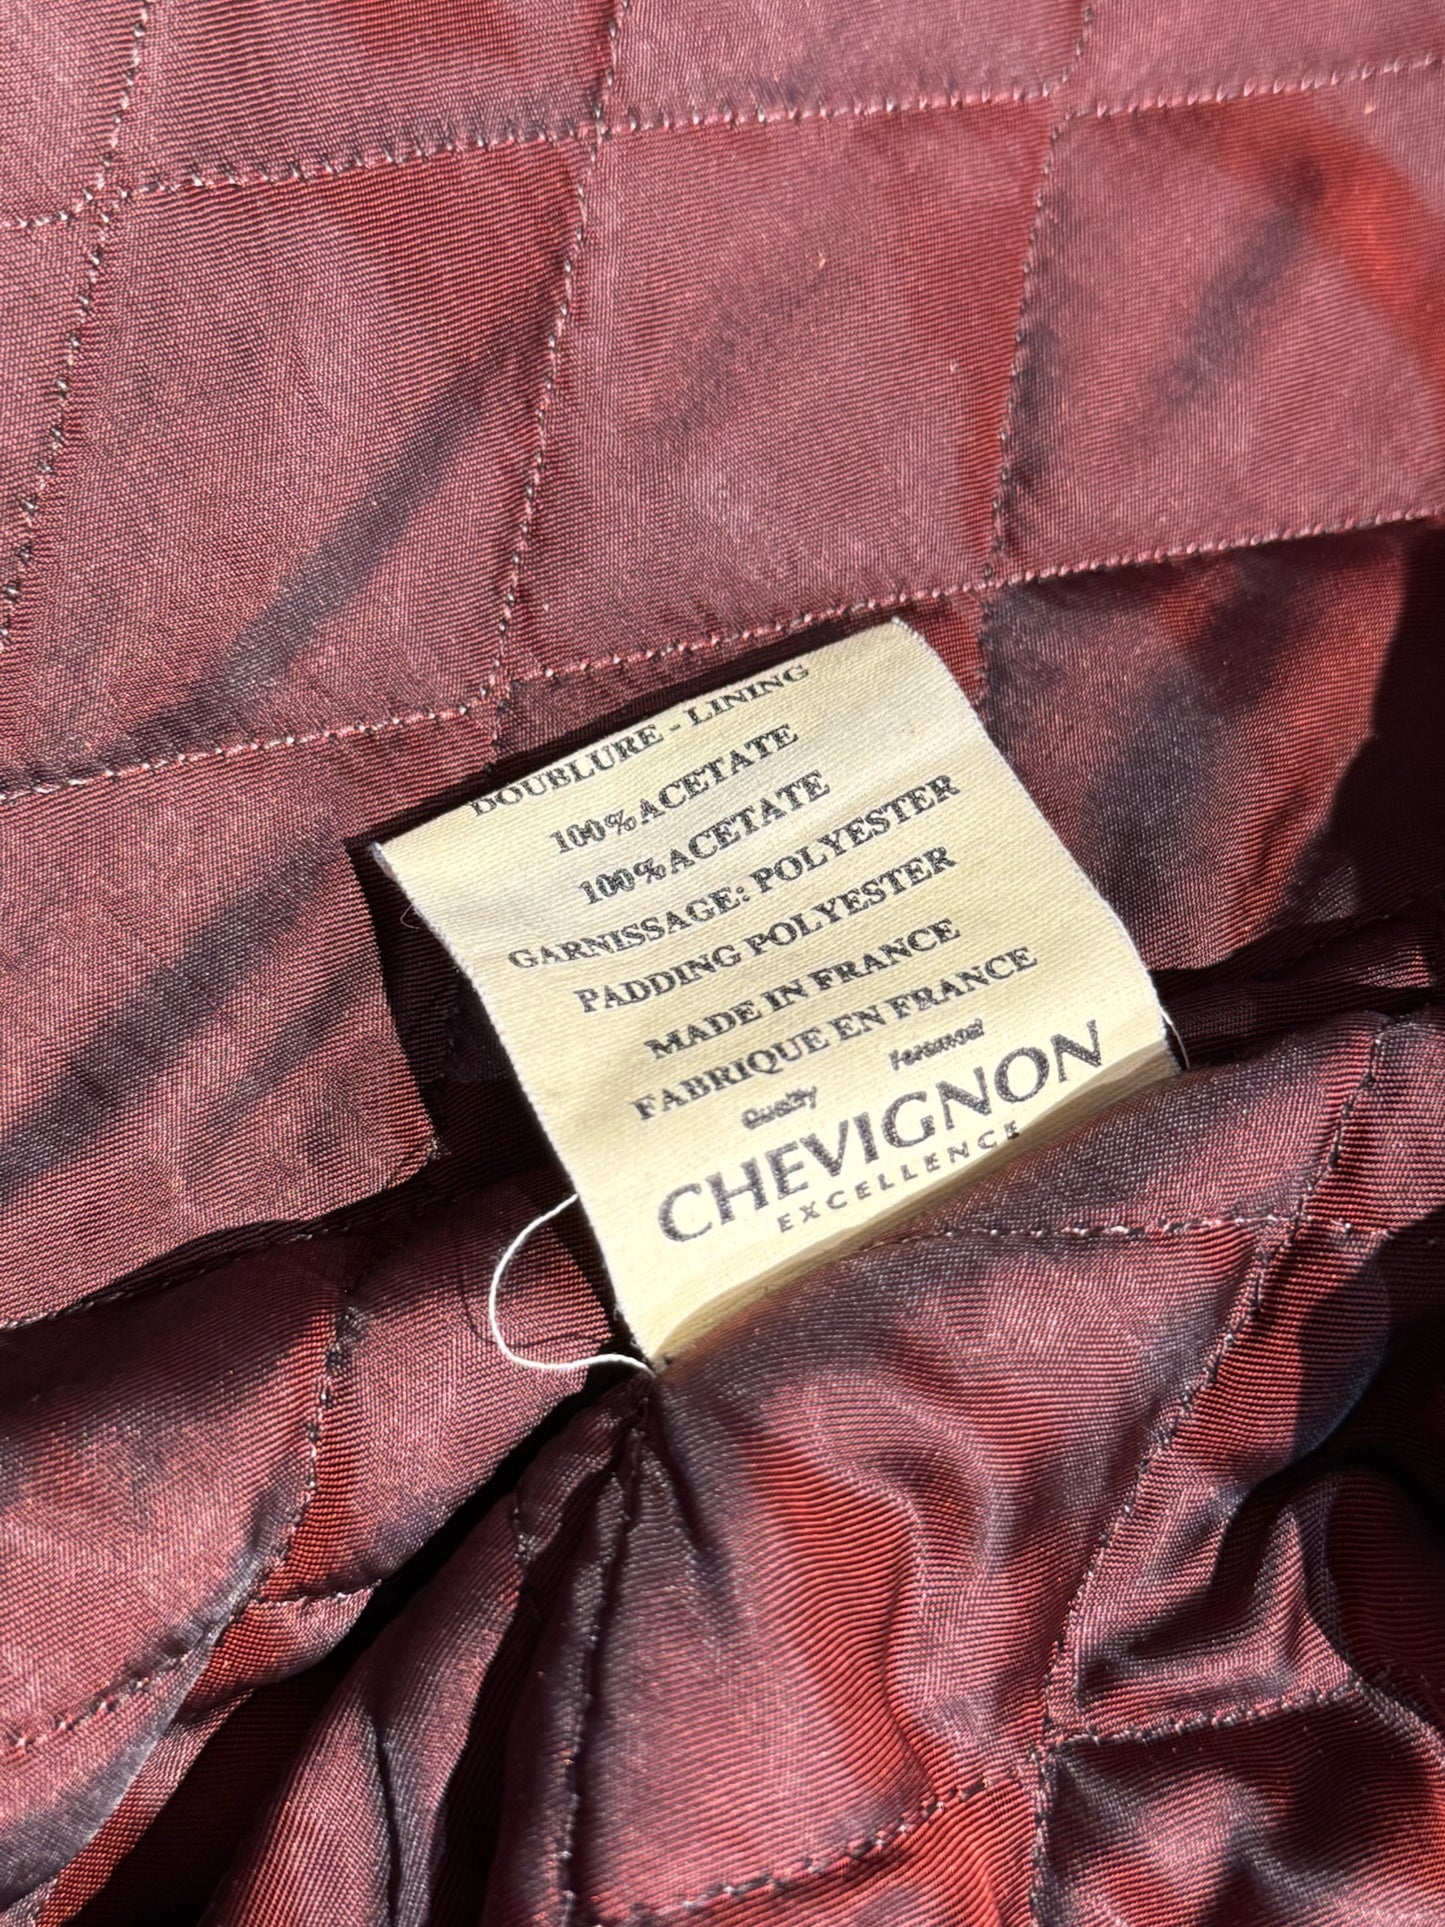 DOUBLURE - LINING
100% ACETATE
100% ACETATE
GARNISSAGE: POLYESTER
PADDING POLYESTER
MADE IN FRANCE
FABRIQUE EN FRANCE
Quality
CHEVIGNON
EXCELLENCE